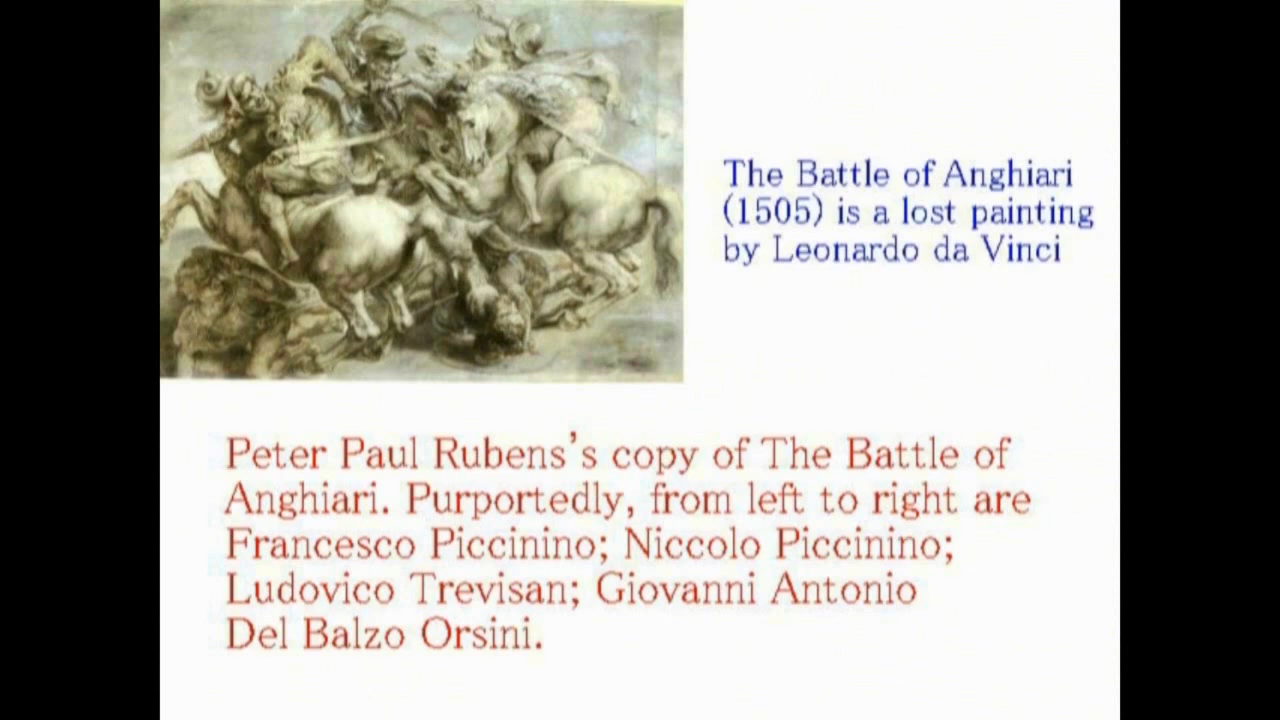 The Battle of Anghiari
(1505) is a lost painting
by Leonardo da Vinci
Peter Paul Rubens's copy of The Battle of
Anghiari. Purportedly, from left to right are
Francesco Piccinino; Niccolo Piccinino;
Ludovico Trevisan; Giovanni Antonio
Del Balzo Orsini.